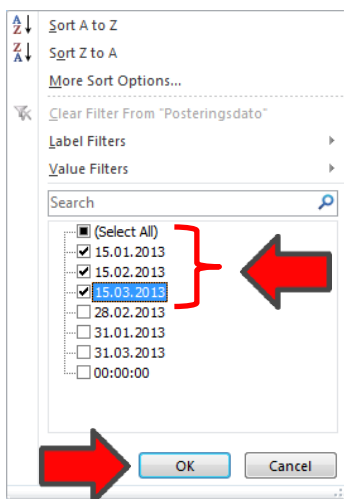 Sort A to Z
Sort Z to A
More Sort Options...
Clear Filter From "Posteringsdato"
Label Filters
Value Filters
Search
(Select All)
15.01.2013
15.02.2013
15.03.2013
28.02.2013
31.01.2013
31.03.2013
00:00:00
OK Cancel